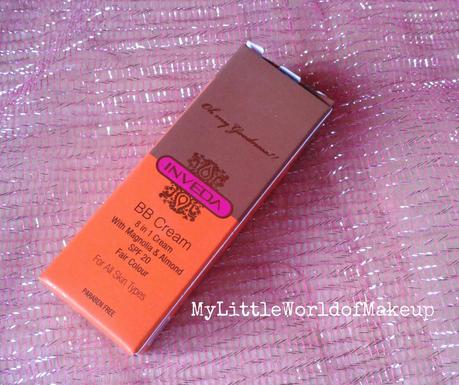 Oh my Goodness!!
INVEDA
BB Cream
8 in 1 Cream
With Magnolia & Almond
SPF 20
Fair Colour
For All Skin Types
PARABEN FREE
MyLittleWorldofMakeup